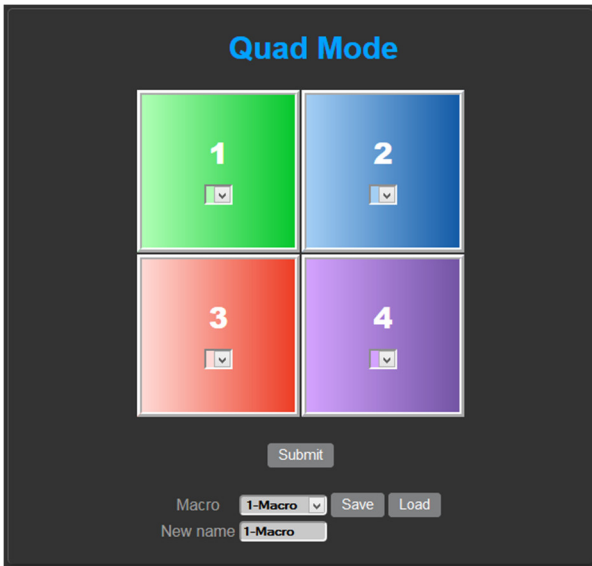 Quad Mode
1 2
3 4
Submit
Macro 1-Macro Save Load
New name 1-Macro